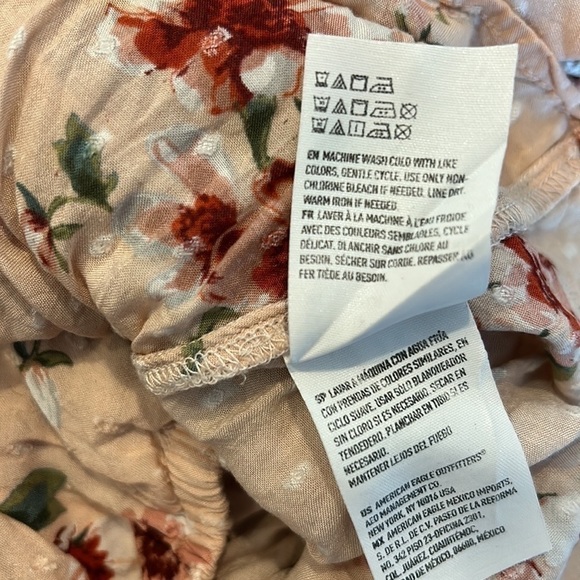 EN MACHINE WASH COLD WITH LIKE
COLORS, GENTLE CYCLE. USE ONLY NON-
CHLORINE BLEACH IF NEEDED. LINE DRY.
WARM IRON IF NEEDED.
FR LAVER À LA MACHINE À L'EAU FROIDE
AVEC DES COULEURS SEMBLABLES, CYCLE
DÉLICAT. BLANCHIR SANS CHLORE AU
BESOIN. SÉCHER SUR CORDE. REPASSER AU
FER TIÈDE AU BESOIN.
SP LAVAR A MÁQUINA CON AGUA FRÍA
CON PRENDAS DE COLORES SIMILARES, EN
CICLO SUAVE. USAR SÓLO BLANQUEADOR
SIN CLORO SI ES NECESARIO. SECAR EN
TENDEDERO. PLANCHAR EN TIBIO SI ES
NECESARIO.
MANTENER LEJOS DEL FUEGO
US AMERICAN EAGLE OUTFITTERS®
AEO MANAGEMENT CO.
NEW YORK, NY 10016 USA
MX AMERICAN EAGLE MEXICO IMPORTS,
S. DE R.L. DE C.V. PASEO DE LA REFORMA
NO. 342 PISO 23-OFICINA 2301,
COL. JUÁREZ, CUAUHTÉMOC,
CIUDAD DE MÉXICO, 06600, MÉXICO